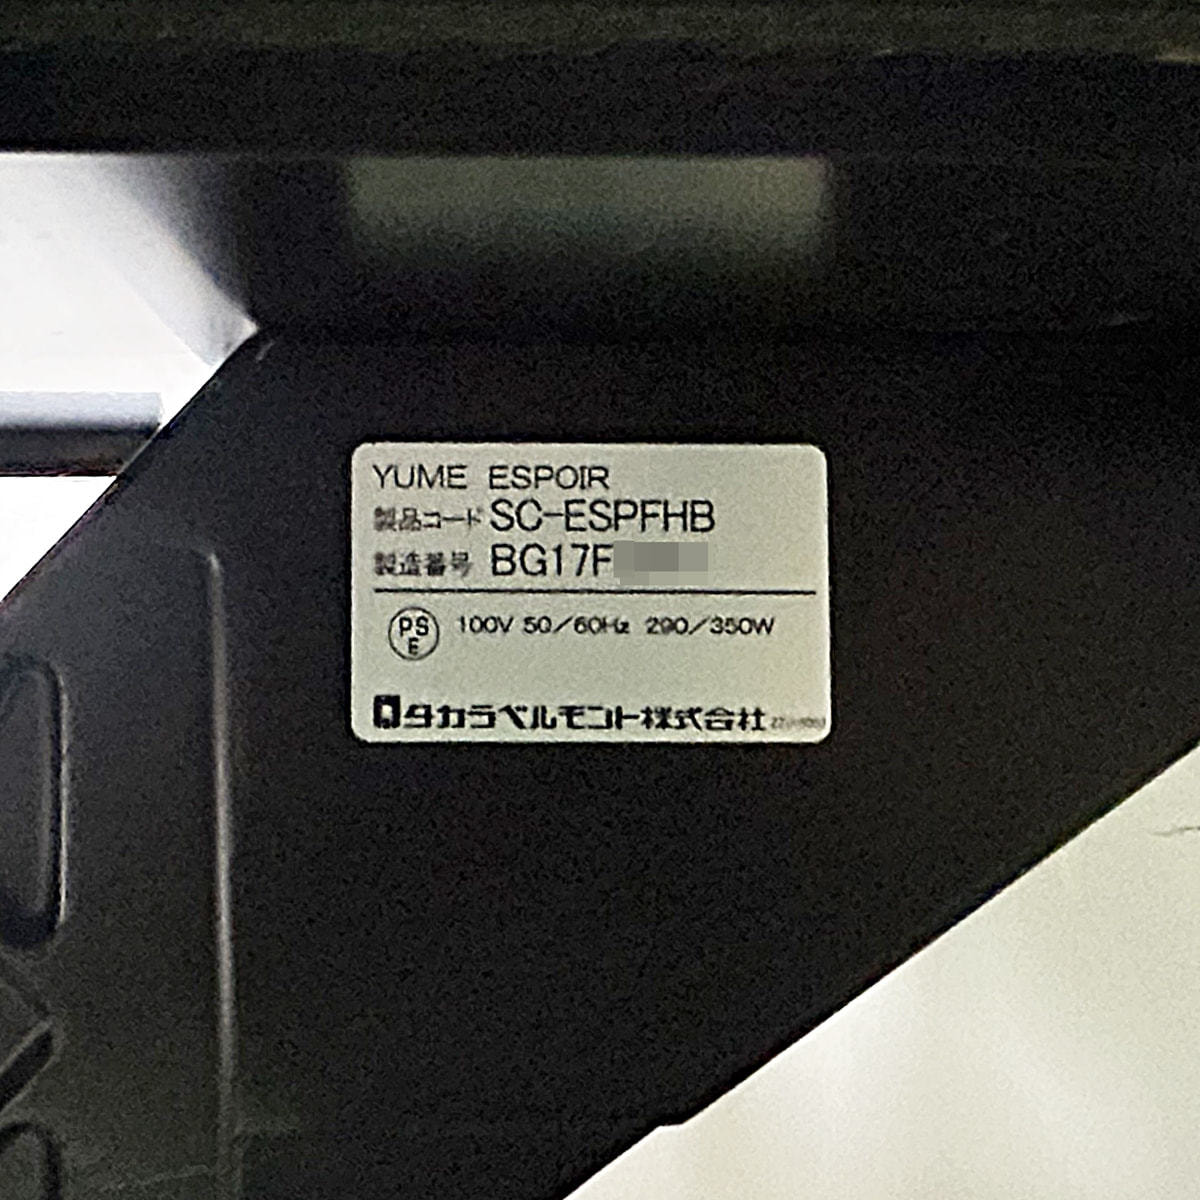 YUME ESPOIR
製品コード SC-ESPFHB
製造番号 BG17F
PSE 100V 50/60Hz 290/350W
タカラベルモント株式会社